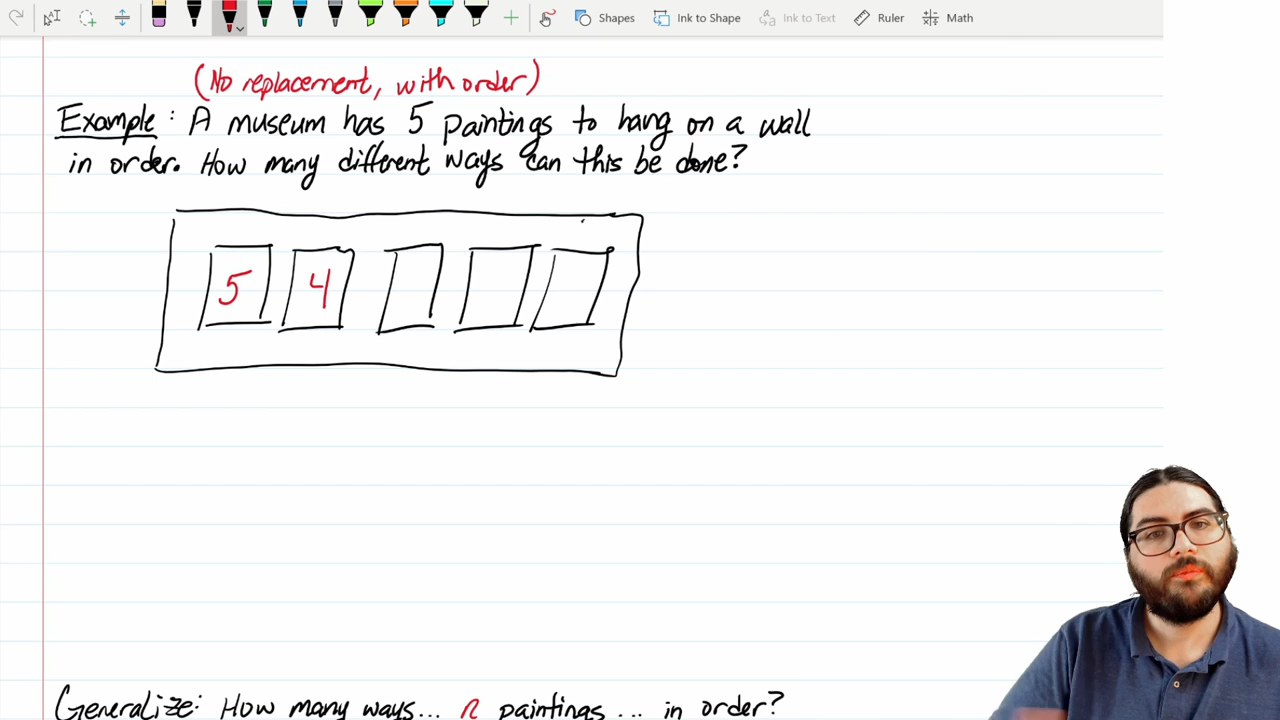 Shapes
Ink to Shape
Ink to Text
Ruler
Math
(No replacement, with order)
Example: A museum has 5 paintings to hang on a wall
in order. How many different ways can this be done?
5 4
Generalize: How many ways... n paintings ... in order?